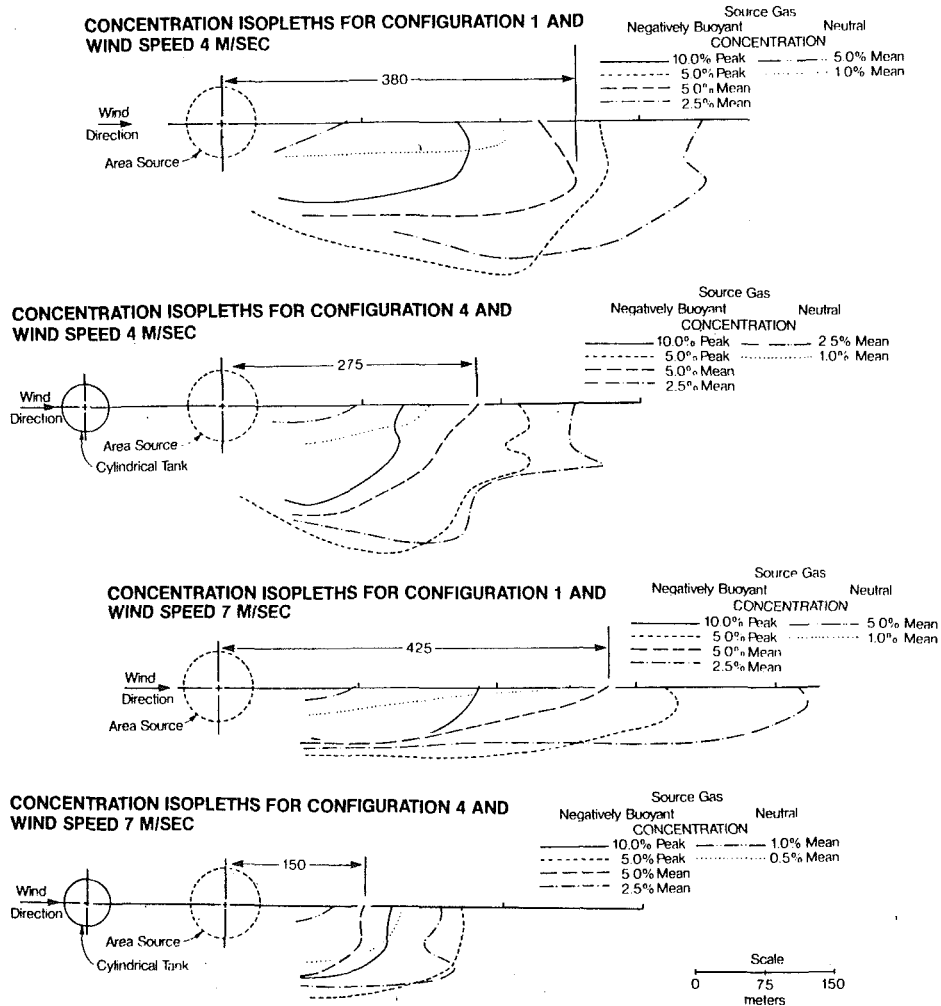 CONCENTRATION ISOPLETHS FOR CONFIGURATION 1 AND
WIND SPEED 4 M/SEC
Source Gas
Negatively Buoyant Neutral
CONCENTRATION
10.0% Peak 5.0% Mean
5.0% Peak 1.0% Mean
5.0% Mean
2.5% Mean
380
Wind
Direction
Area Source
CONCENTRATION ISOPLETHS FOR CONFIGURATION 4 AND
WIND SPEED 4 M/SEC
Source Gas
Negatively Buoyant Neutral
CONCENTRATION
10.0% Peak 2.5% Mean
5.0% Peak 1.0% Mean
5.0% Mean
2.5% Mean
275
Wind
Direction
Area Source
Cylindrical Tank
CONCENTRATION ISOPLETHS FOR CONFIGURATION 1 AND
WIND SPEED 7 M/SEC
Source Gas
Negatively Buoyant Neutral
CONCENTRATION
10.0% Peak 5.0% Mean
5.0% Peak 1.0% Mean
5.0% Mean
2.5% Mean
425
Wind
Direction
Area Source
CONCENTRATION ISOPLETHS FOR CONFIGURATION 4 AND
WIND SPEED 7 M/SEC
Source Gas
Negatively Buoyant Neutral
CONCENTRATION
10.0% Peak 1.0% Mean
5.0% Peak 0.5% Mean
5.0% Mean
2.5% Mean
150
Wind
Direction
Area Source
Cylindrical Tank
Scale
0 75 150
meters